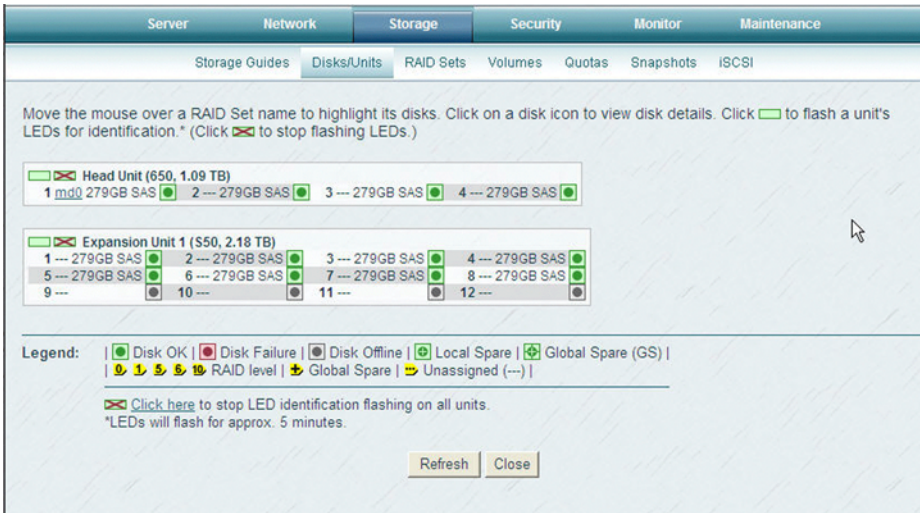 Server Network Storage Security Monitor Maintenance
Storage Guides Disks/Units RAID Sets Volumes Quotas Snapshots iSCSI
Move the mouse over a RAID Set name to highlight its disks. Click on a disk icon to view disk details. Click to flash a unit's
LEDs for identification.* (Click to stop flashing LEDs.)
Head Unit (650, 1.09 TB)
1 md0 279GB SAS 2 --- 279GB SAS 3 --- 279GB SAS 4 --- 279GB SAS
Expansion Unit 1 (S50, 2.18 TB)
1 --- 279GB SAS 2 --- 279GB SAS 3 --- 279GB SAS 4 --- 279GB SAS
5 --- 279GB SAS 6 --- 279GB SAS 7 --- 279GB SAS 8 --- 279GB SAS
9 --- 10 --- 11 --- 12 ---
Legend: | Disk OK | Disk Failure | Disk Offline | Local Spare | Global Spare (GS) |
| 0 1 5 6 10 RAID level | Global Spare | Unassigned (---) |
Click here to stop LED identification flashing on all units.
*LEDs will flash for approx. 5 minutes.
Refresh Close